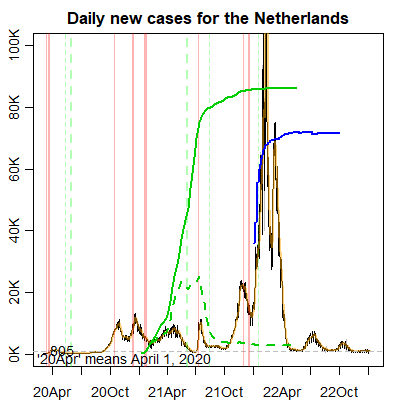 Daily new cases for the Netherlands
100K
80K
60K
40K
20K
0K
805
'20Apr' means April 1, 2020
20Apr 20Oct 21Apr 21Oct 22Apr 22Oct